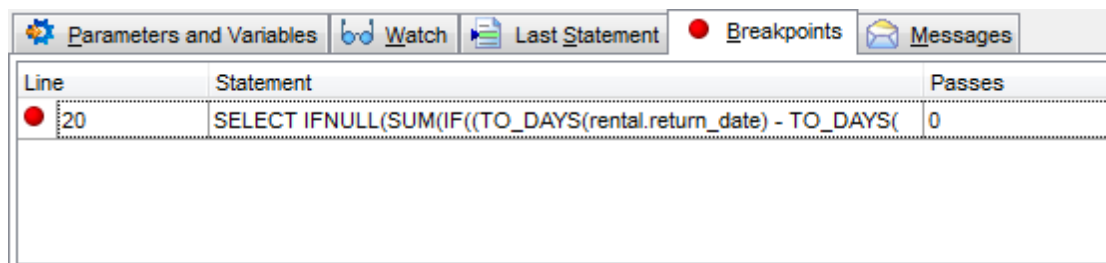 Parameters and Variables Watch Last Statement Breakpoints Messages
Line Statement Passes
20 SELECT IFNULL(SUM(IF((TO_DAYS(rental.return_date) - TO_DAYS( 0